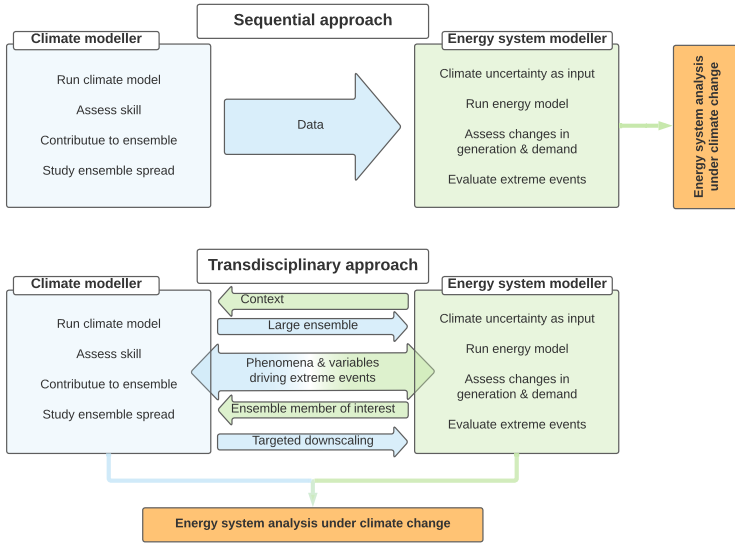 Sequential approach
Climate modeller
Run climate model
Assess skill
Contributue to ensemble
Study ensemble spread
Data
Energy system modeller
Climate uncertainty as input
Run energy model
Assess changes in
generation & demand
Evaluate extreme events
Energy system analysis
under climate change
Transdisciplinary approach
Climate modeller
Run climate model
Assess skill
Contributue to ensemble
Study ensemble spread
Context
Large ensemble
Phenomena & variables
driving extreme events
Ensemble member of interest
Targeted downscaling
Energy system modeller
Climate uncertainty as input
Run energy model
Assess changes in
generation & demand
Evaluate extreme events
Energy system analysis under climate change